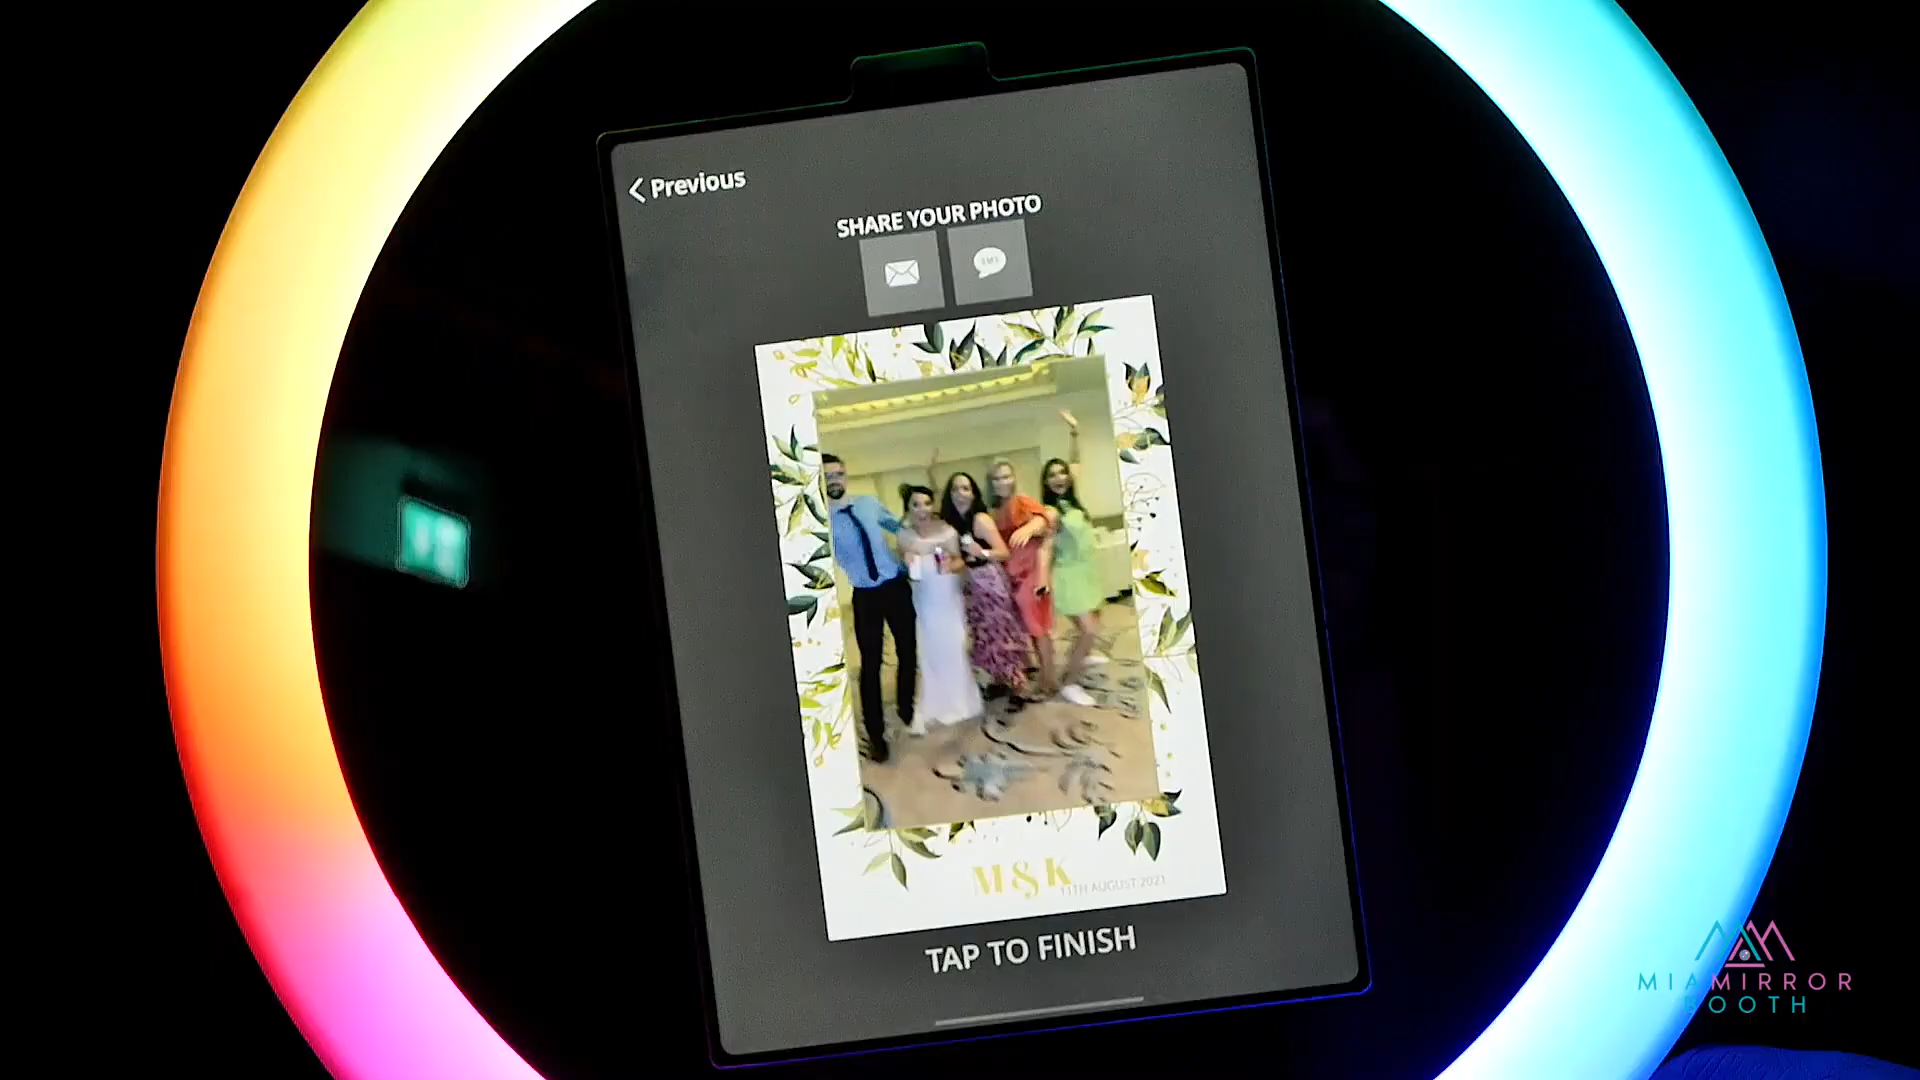 Previous
SHARE YOUR PHOTO
SMS
M & K
11TH AUGUST 2021
TAP TO FINISH
MIAMIRROR
BOOTH